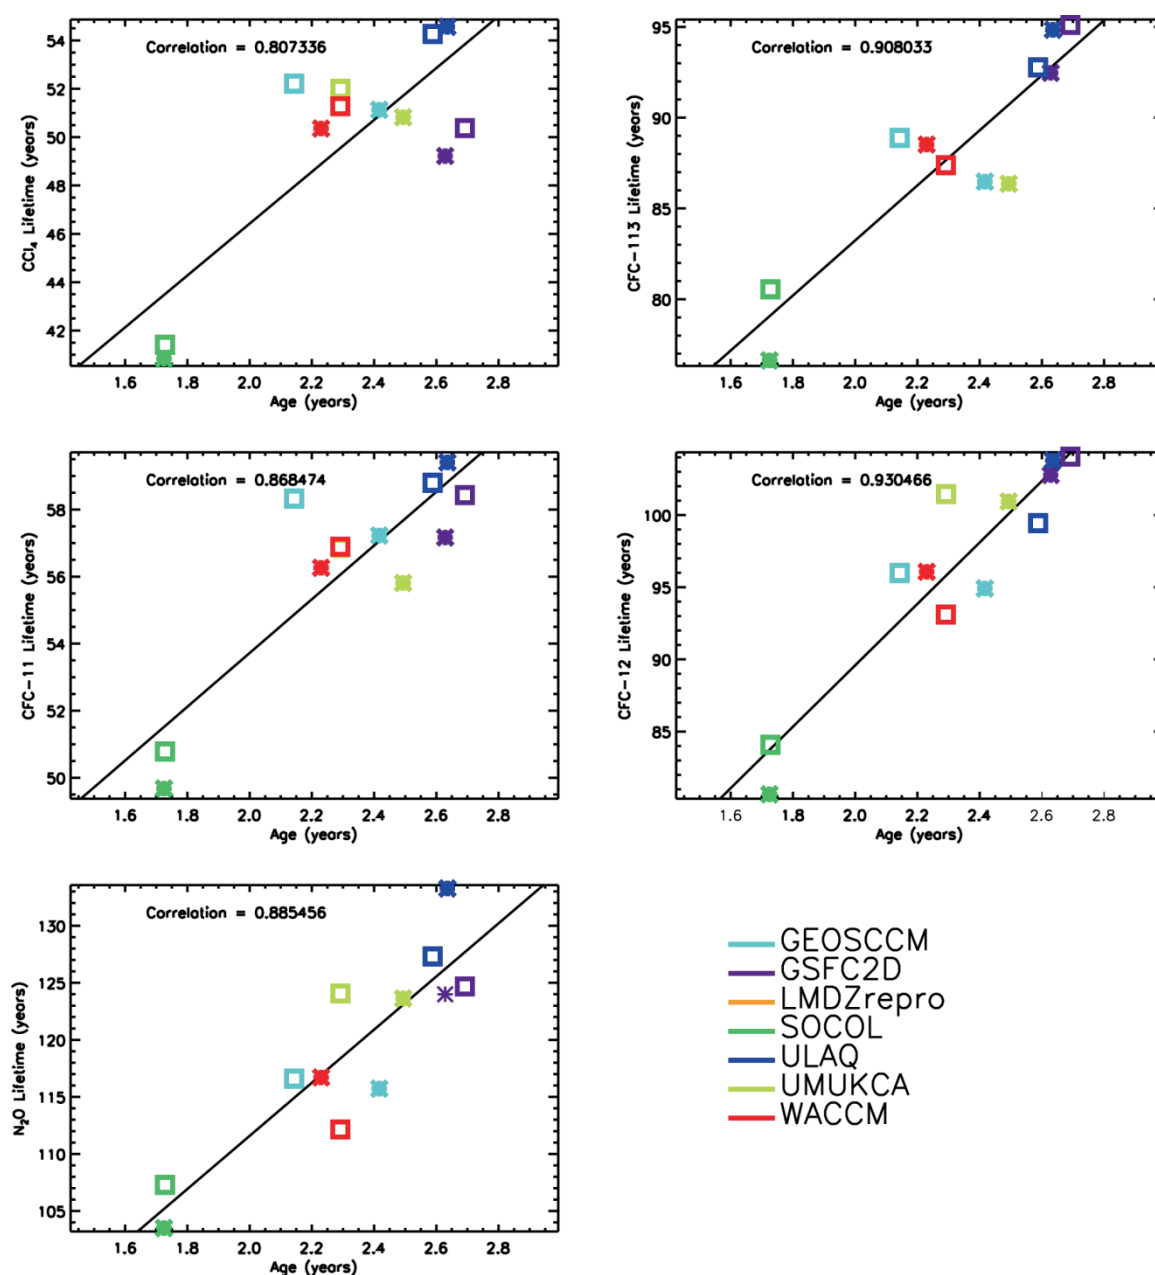 Correlation = 0.807336
54
52
50
48
46
44
42
CCl₄ Lifetime (years)
1.6 1.8 2.0 2.2 2.4 2.6 2.8
Age (years)
Correlation = 0.908033
95
90
85
80
CFC-113 Lifetime (years)
1.6 1.8 2.0 2.2 2.4 2.6 2.8
Age (years)
Correlation = 0.868474
58
56
54
52
50
CFC-11 Lifetime (years)
1.6 1.8 2.0 2.2 2.4 2.6 2.8
Age (years)
Correlation = 0.930466
100
95
90
85
CFC-12 Lifetime (years)
1.6 1.8 2.0 2.2 2.4 2.6 2.8
Age (years)
Correlation = 0.885456
130
125
120
115
110
105
N₂O Lifetime (years)
1.6 1.8 2.0 2.2 2.4 2.6 2.8
Age (years)
GEOSCCM
GSFC2D
LMDZrepro
SOCOL
ULAQ
UMUKCA
WACCM